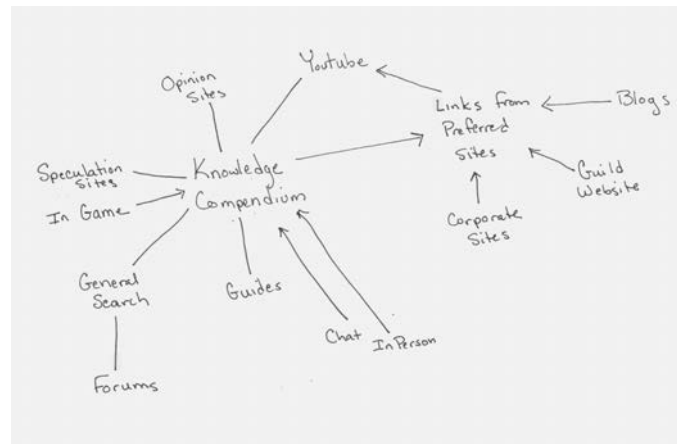 Youtube
Opinion
Sites
Links from
Preferred
Sites
Blogs
Knowledge
Compendium
Speculation
Sites
In Game
Guild
Website
Corporate
Sites
General
Search
Guides
Chat
In Person
Forums